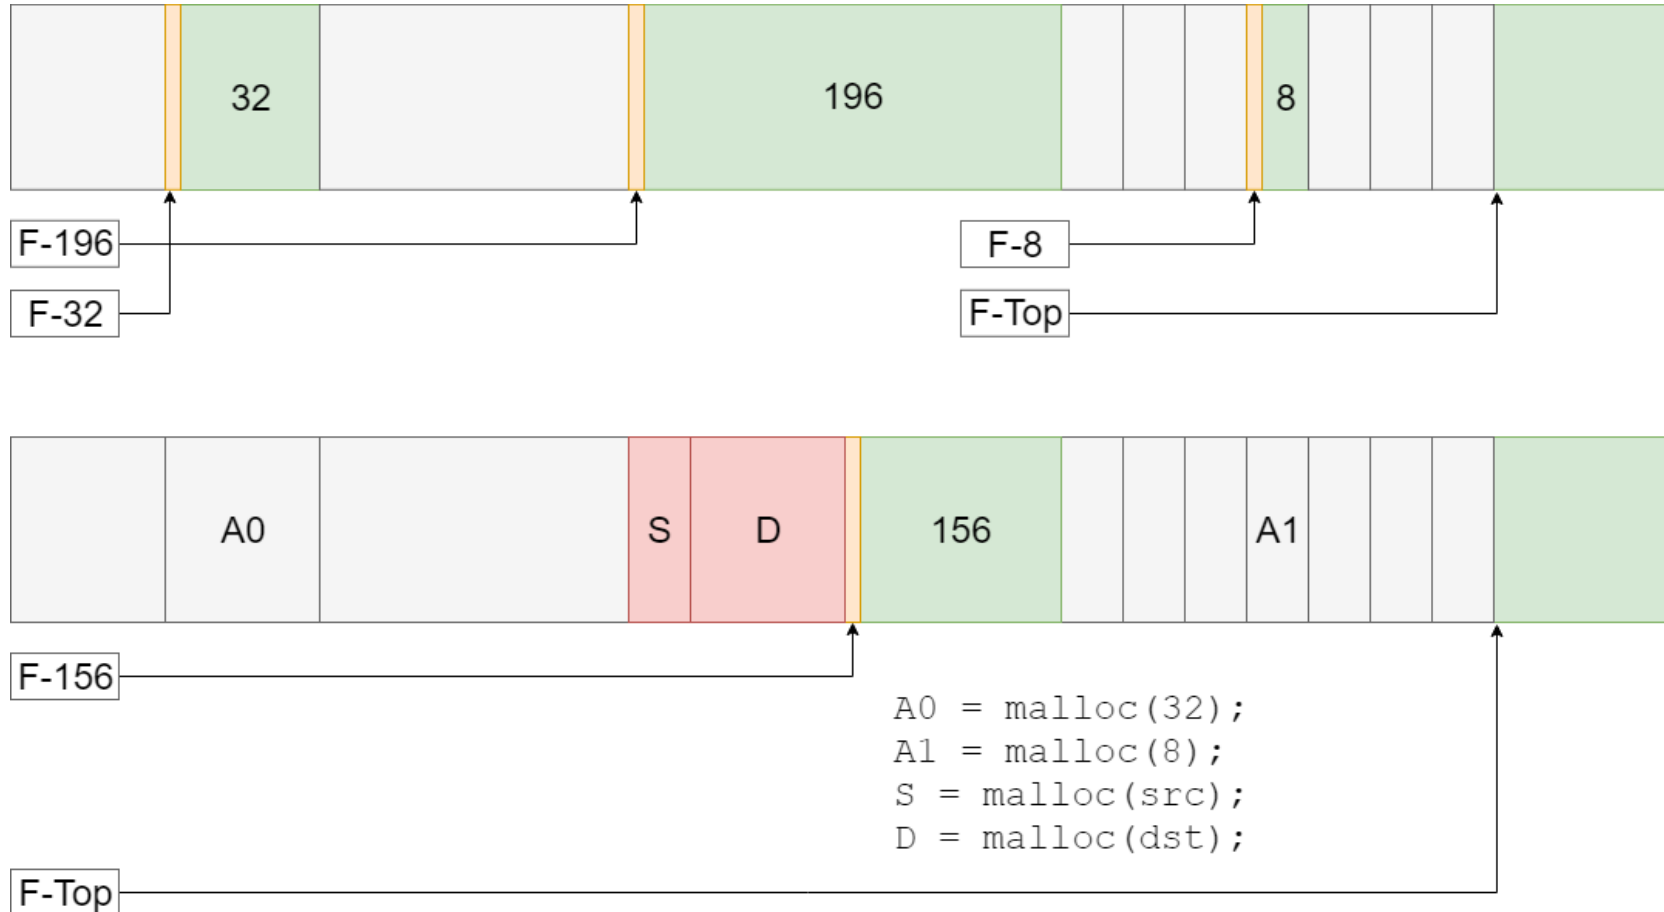 32
196
8
F-196
F-8
F-32
F-Top
A0
S
D
156
A1
F-156
A0 = malloc(32);
A1 = malloc(8);
S = malloc(src);
D = malloc(dst);
F-Top